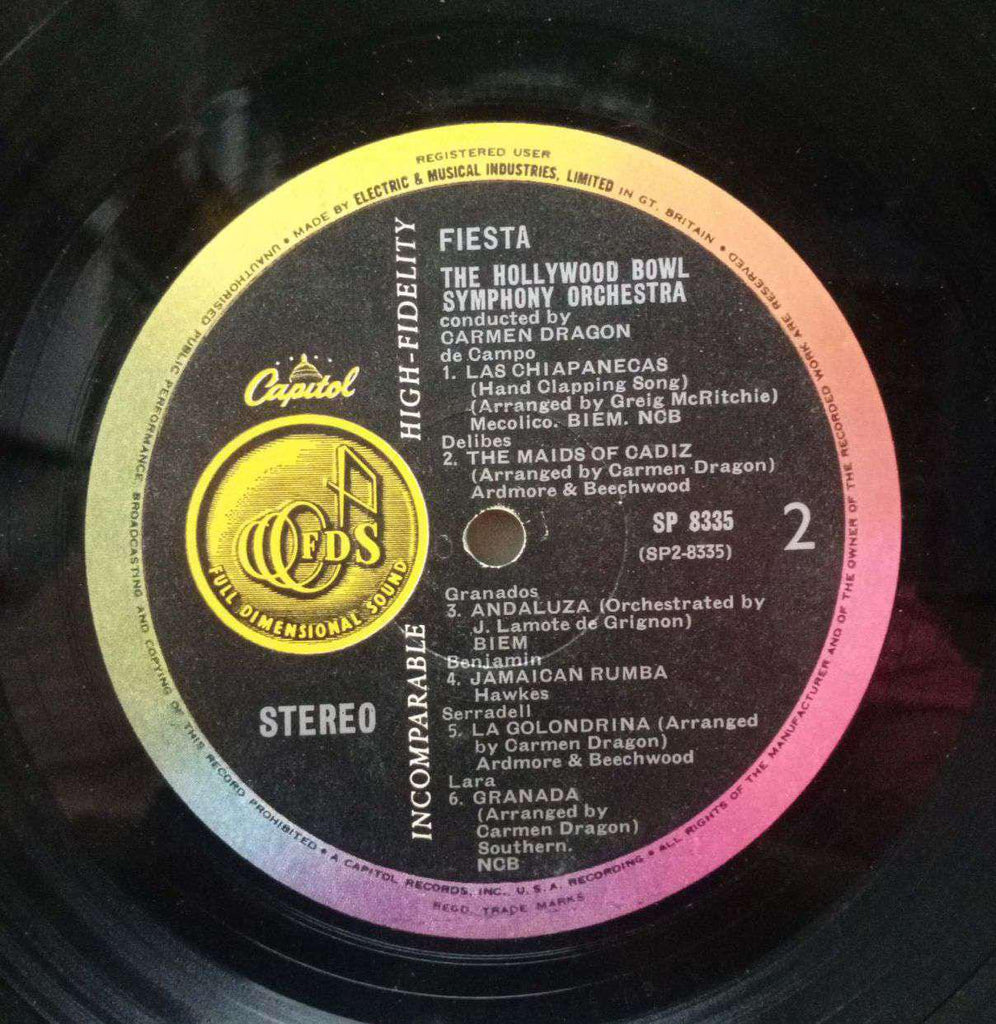 REGISTERED USER
MADE BY ELECTRIC & MUSICAL INDUSTRIES, LIMITED IN GT. BRITAIN •
ALL RIGHTS OF THE MANUFACTURER AND OF THE OWNER OF THE RECORDED WORK ARE RESERVED
UNAUTHORISED PUBLIC PERFORMANCE BROADCASTING AND COPYING OF THIS RECORD PROHIBITED •
A CAPITOL RECORDS, INC., U.S.A. RECORDING •
REGD. TRADE MARKS
HIGH-FIDELITY
INCOMPARABLE
Capitol
FDS
FULL DIMENSIONAL SOUND
STEREO
FIESTA
THE HOLLYWOOD BOWL
SYMPHONY ORCHESTRA
conducted by
CARMEN DRAGON
de Campo
1. LAS CHIAPANECAS
(Hand Clapping Song)
(Arranged by Greig McRitchie)
Mecolico. BIEM. NCB
Delibes
2. THE MAIDS OF CADIZ
(Arranged by Carmen Dragon)
Ardmore & Beechwood
SP 8335
(SP2-8335)
2
Granados
3. ANDALUZA (Orchestrated by
J. Lamote de Grignon)
BIEM
Benjamin
4. JAMAICAN RUMBA
Hawkes
Serradell
5. LA GOLONDRINA (Arranged
by Carmen Dragon)
Ardmore & Beechwood
Lara
6. GRANADA
(Arranged by
Carmen Dragon)
Southern.
NCB